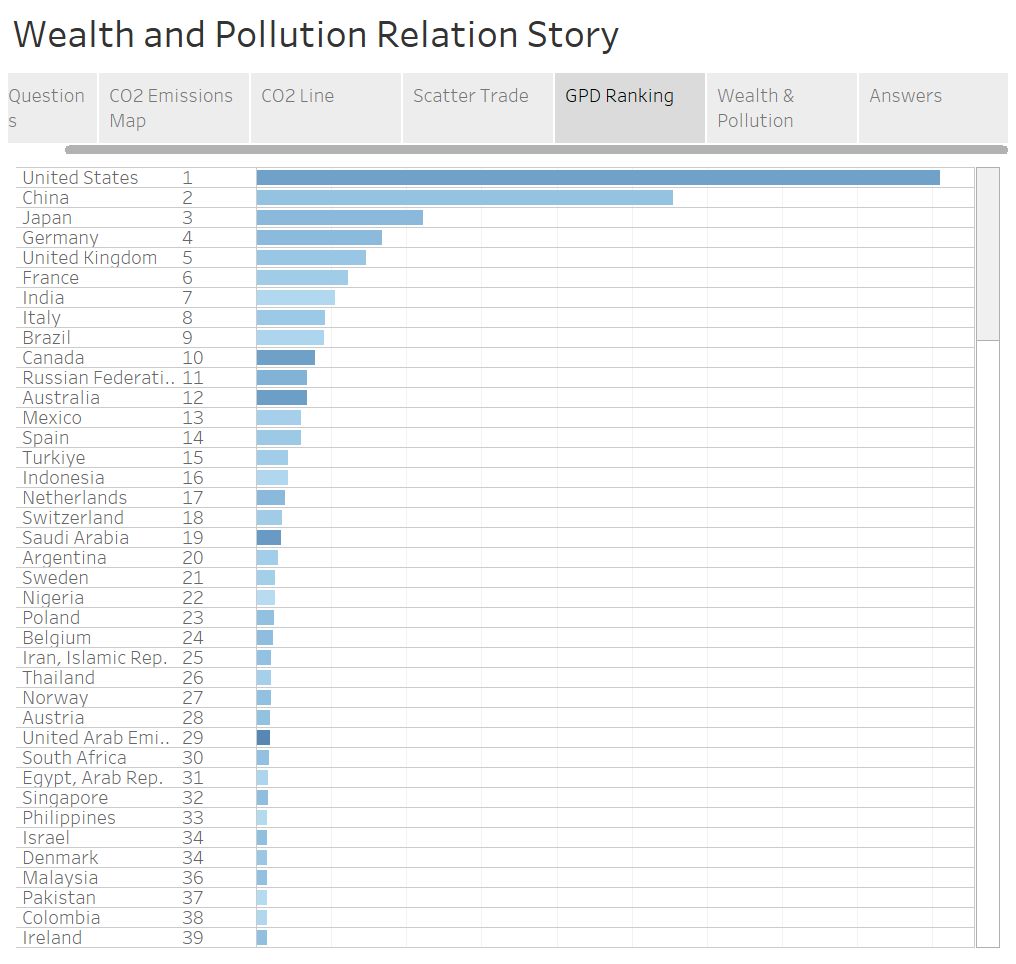 Wealth and Pollution Relation Story
Question
s
CO2 Emissions
Map
CO2 Line
Scatter Trade
GPD Ranking
Wealth &
Pollution
Answers
United States 1
China 2
Japan 3
Germany 4
United Kingdom 5
France 6
India 7
Italy 8
Brazil 9
Canada 10
Russian Federati.. 11
Australia 12
Mexico 13
Spain 14
Turkiye 15
Indonesia 16
Netherlands 17
Switzerland 18
Saudi Arabia 19
Argentina 20
Sweden 21
Nigeria 22
Poland 23
Belgium 24
Iran, Islamic Rep. 25
Thailand 26
Norway 27
Austria 28
United Arab Emi.. 29
South Africa 30
Egypt, Arab Rep. 31
Singapore 32
Philippines 33
Israel 34
Denmark 34
Malaysia 36
Pakistan 37
Colombia 38
Ireland 39